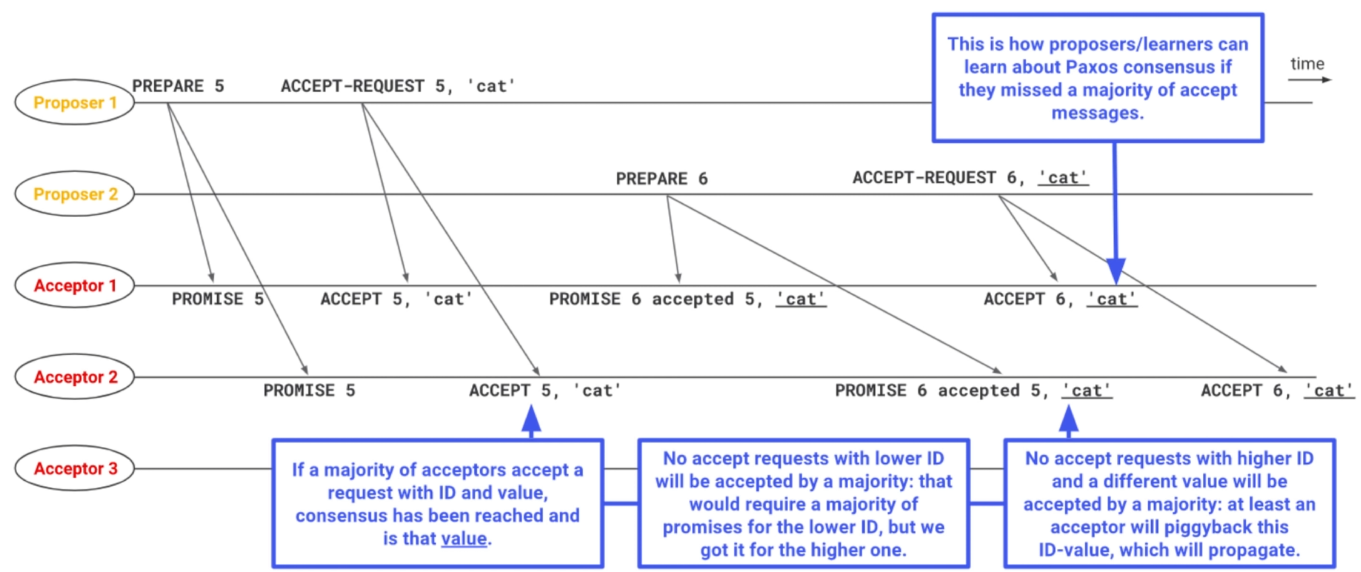 This is how proposers/learners can
learn about Paxos consensus if
they missed a majority of accept
messages.
time
PREPARE 5
ACCEPT-REQUEST 5, 'cat'
Proposer 1
PREPARE 6
ACCEPT-REQUEST 6, 'cat'
Proposer 2
Acceptor 1
PROMISE 5
ACCEPT 5, 'cat'
PROMISE 6 accepted 5, 'cat'
ACCEPT 6, 'cat'
Acceptor 2
PROMISE 5
ACCEPT 5, 'cat'
PROMISE 6 accepted 5, 'cat'
ACCEPT 6, 'cat'
Acceptor 3
If a majority of acceptors accept a
request with ID and value,
consensus has been reached and
is that value.
No accept requests with lower ID
will be accepted by a majority: that
would require a majority of
promises for the lower ID, but we
got it for the higher one.
No accept requests with higher ID
and a different value will be
accepted by a majority: at least an
acceptor will piggyback this
ID-value, which will propagate.